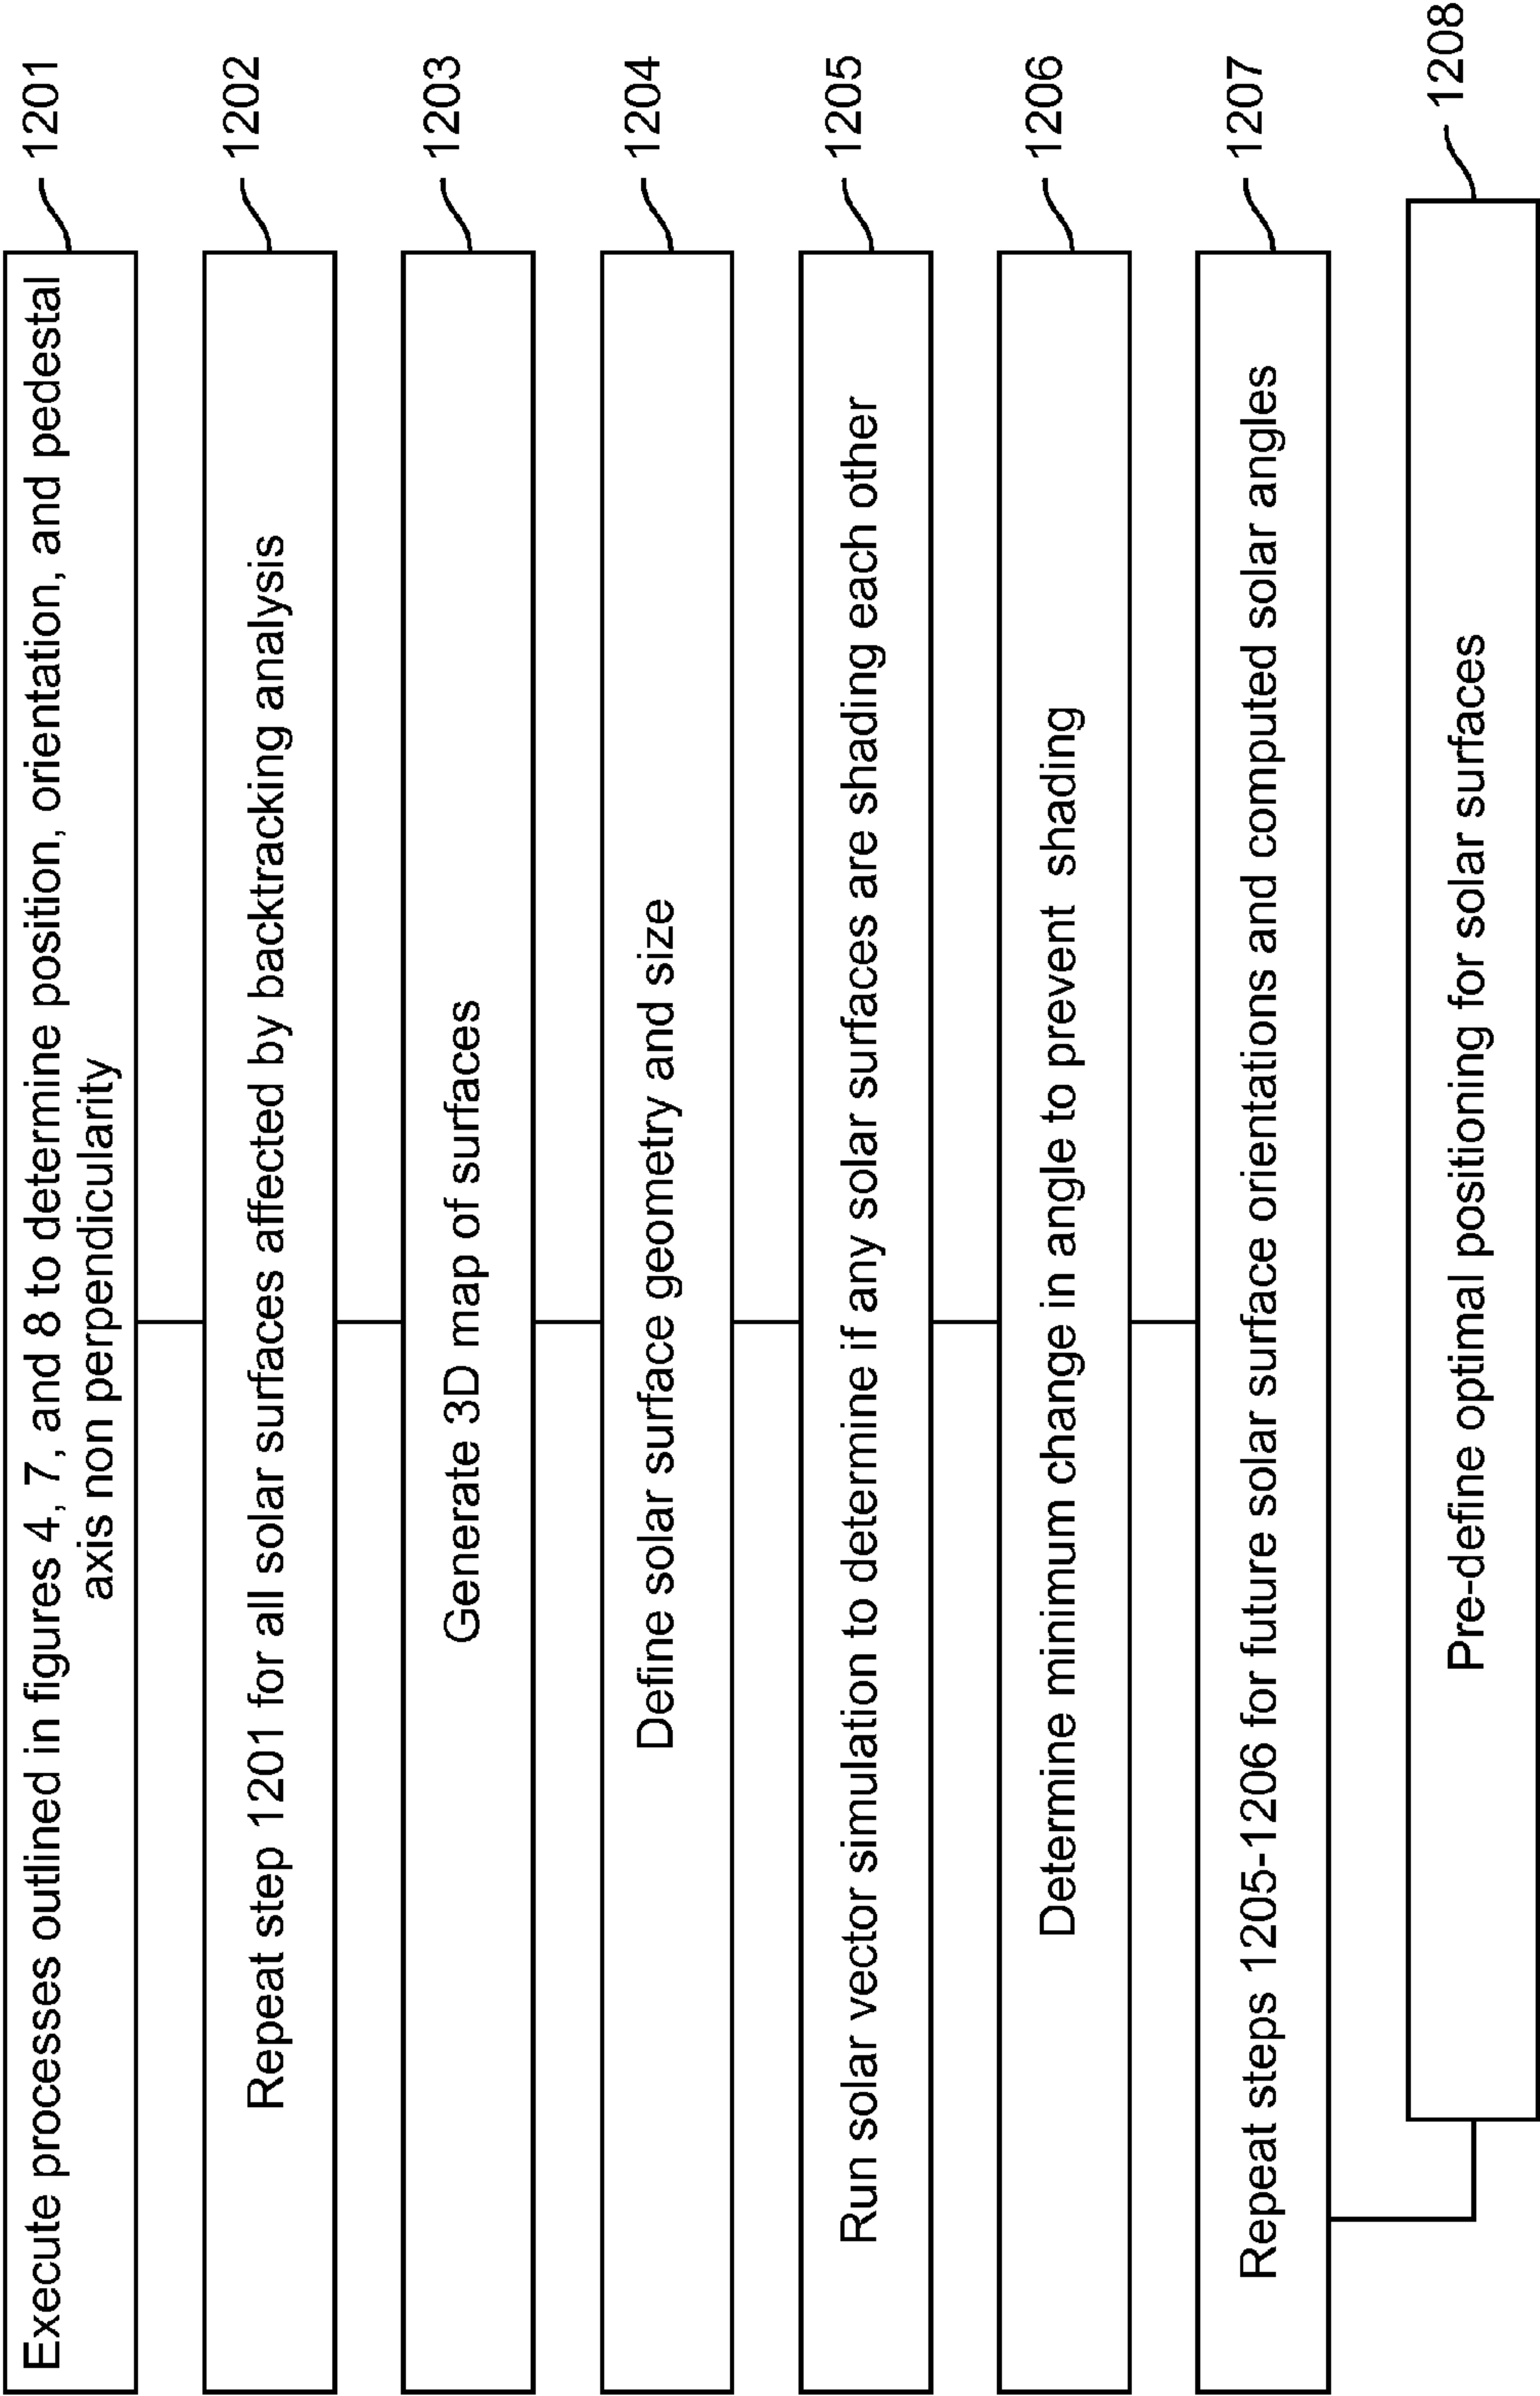 Execute processes outlined in figures 4, 7, and 8 to determine position, orientation, and pedestal
axis non perpendicularity
1201
Repeat step 1201 for all solar surfaces affected by backtracking analysis
1202
Generate 3D map of surfaces
1203
Define solar surface geometry and size
1204
Run solar vector simulation to determine if any solar surfaces are shading each other
1205
Determine minimum change in angle to prevent shading
1206
Repeat steps 1205-1206 for future solar surface orientations and computed solar angles
1207
Pre-define optimal positioning for solar surfaces
1208